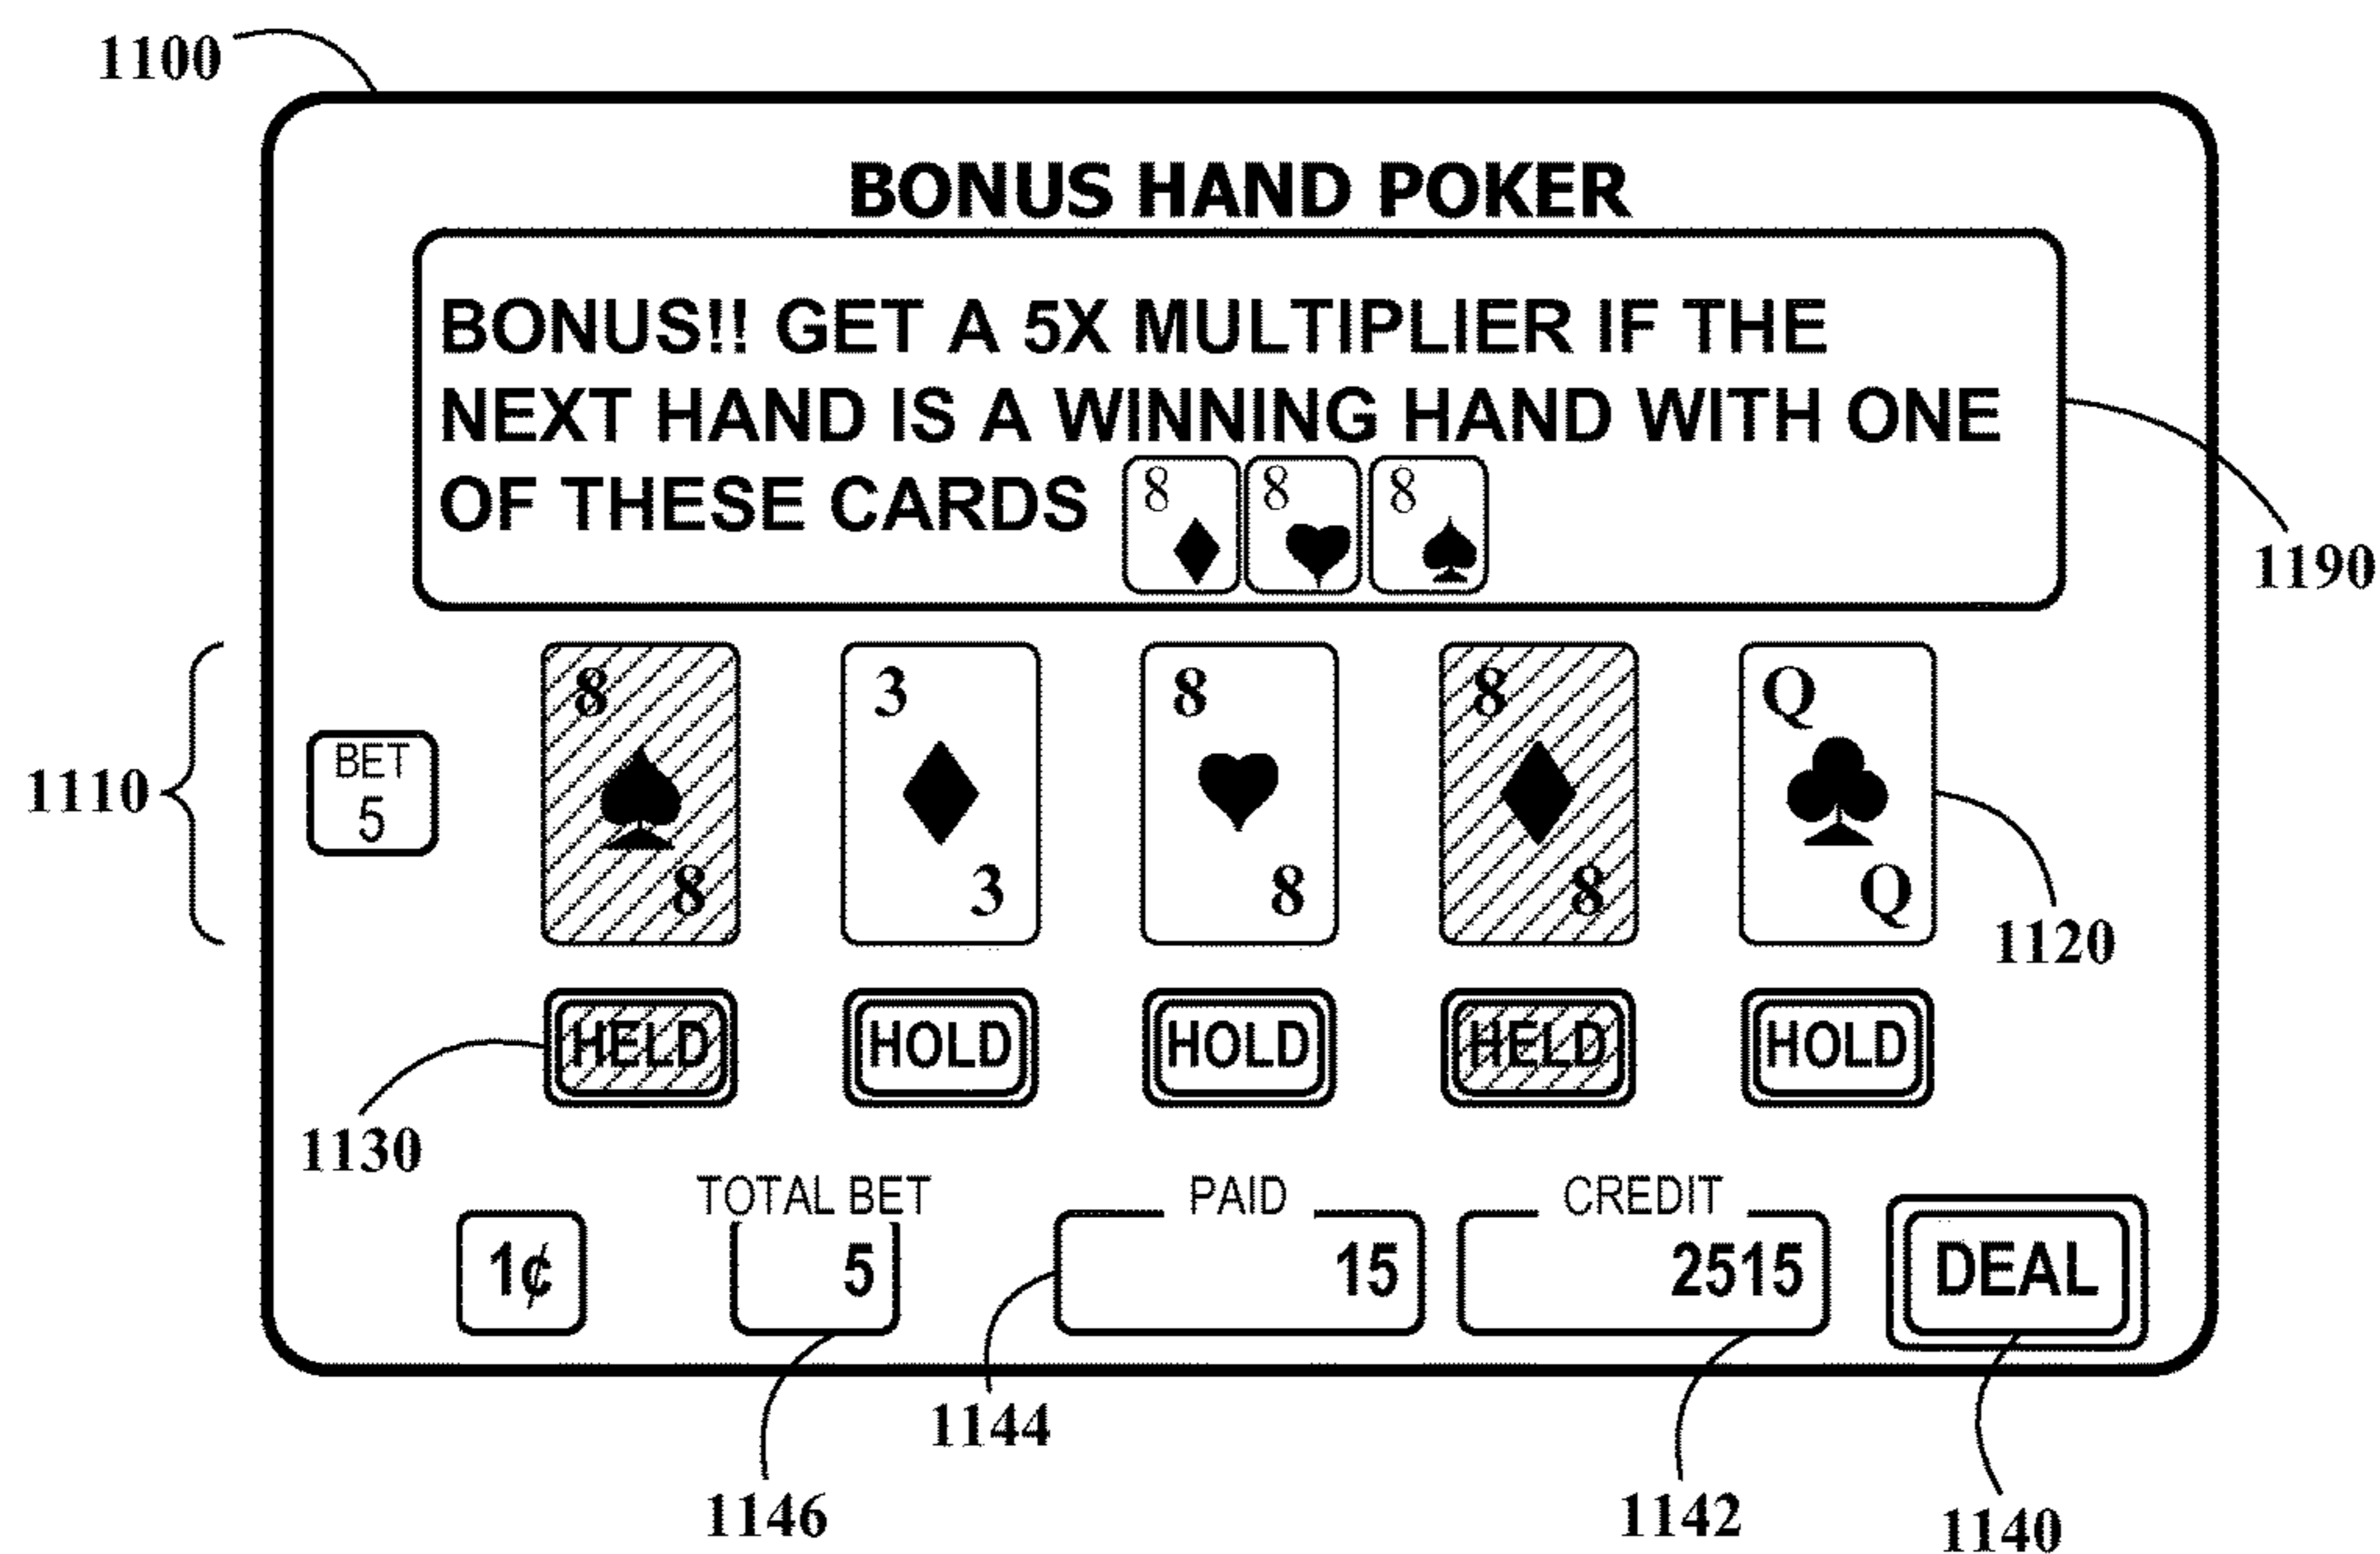 1100
BONUS HAND POKER
BONUS!! GET A 5X MULTIPLIER IF THE
NEXT HAND IS A WINNING HAND WITH ONE
OF THESE CARDS 8 8 8
1190
8 3 8 8 Q
BET
5
1110
8 3 8 8 Q
1120
HELD HOLD HOLD HELD HOLD
1130
TOTAL BET PAID CREDIT
1¢ 5 15 2515 DEAL
1144
1146 1142 1140